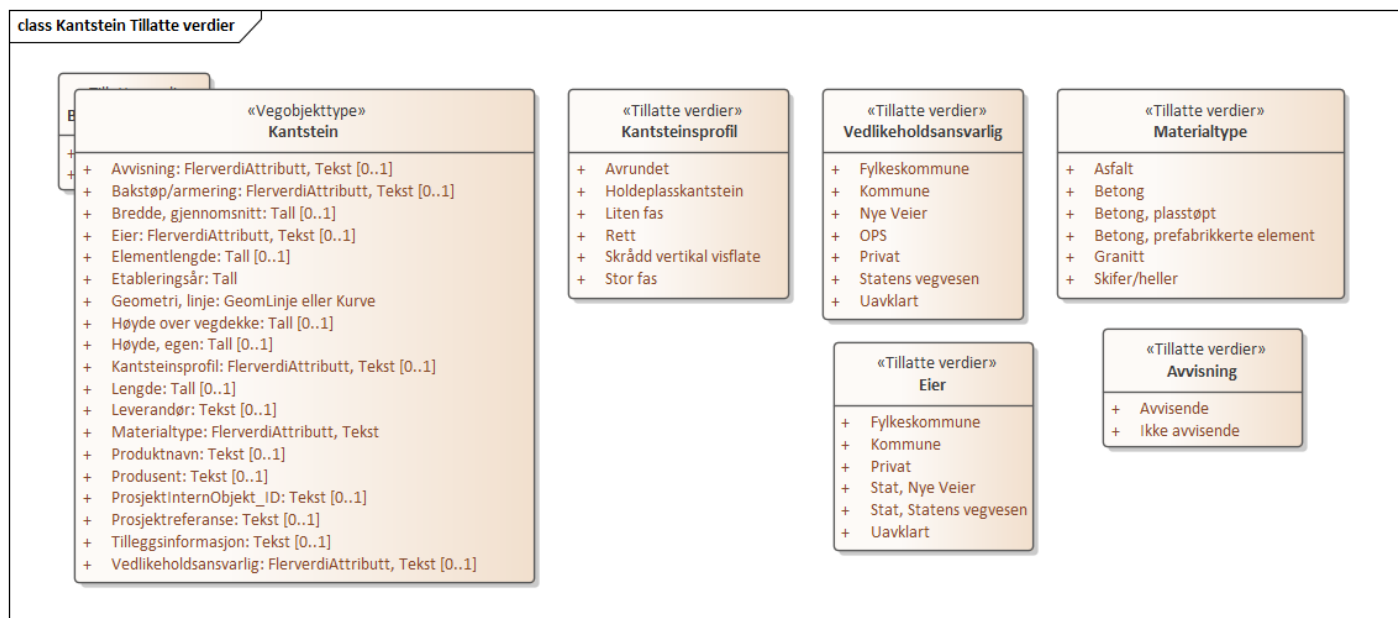 class Kantstein Tillatte verdier
B
+
+
«Vegobjekttype»
Kantstein
+ Avvisning: FlerverdiAttributt, Tekst [0..1]
+ Bakstøp/armering: FlerverdiAttributt, Tekst [0..1]
+ Bredde, gjennomsnitt: Tall [0..1]
+ Eier: FlerverdiAttributt, Tekst [0..1]
+ Elementlengde: Tall [0..1]
+ Etableringsår: Tall
+ Geometri, linje: GeomLinje eller Kurve
+ Høyde over vegdekke: Tall [0..1]
+ Høyde, egen: Tall [0..1]
+ Kantsteinsprofil: FlerverdiAttributt, Tekst [0..1]
+ Lengde: Tall [0..1]
+ Leverandør: Tekst [0..1]
+ Materialtype: FlerverdiAttributt, Tekst
+ Produktnavn: Tekst [0..1]
+ Produsent: Tekst [0..1]
+ ProsjektInternObjekt_ID: Tekst [0..1]
+ Prosjektreferanse: Tekst [0..1]
+ Tilleggsinformasjon: Tekst [0..1]
+ Vedlikeholdsansvarlig: FlerverdiAttributt, Tekst [0..1]
«Tillatte verdier»
Kantsteinsprofil
+ Avrundet
+ Holdeplasskantstein
+ Liten fas
+ Rett
+ Skrådd vertikal visflate
+ Stor fas
«Tillatte verdier»
Vedlikeholdsansvarlig
+ Fylkeskommune
+ Kommune
+ Nye Veier
+ OPS
+ Privat
+ Statens vegvesen
+ Uavklart
«Tillatte verdier»
Materialtype
+ Asfalt
+ Betong
+ Betong, plasstøpt
+ Betong, prefabrikkerte element
+ Granitt
+ Skifer/heller
«Tillatte verdier»
Eier
+ Fylkeskommune
+ Kommune
+ Privat
+ Stat, Nye Veier
+ Stat, Statens vegvesen
+ Uavklart
«Tillatte verdier»
Avvisning
+ Avvisende
+ Ikke avvisende